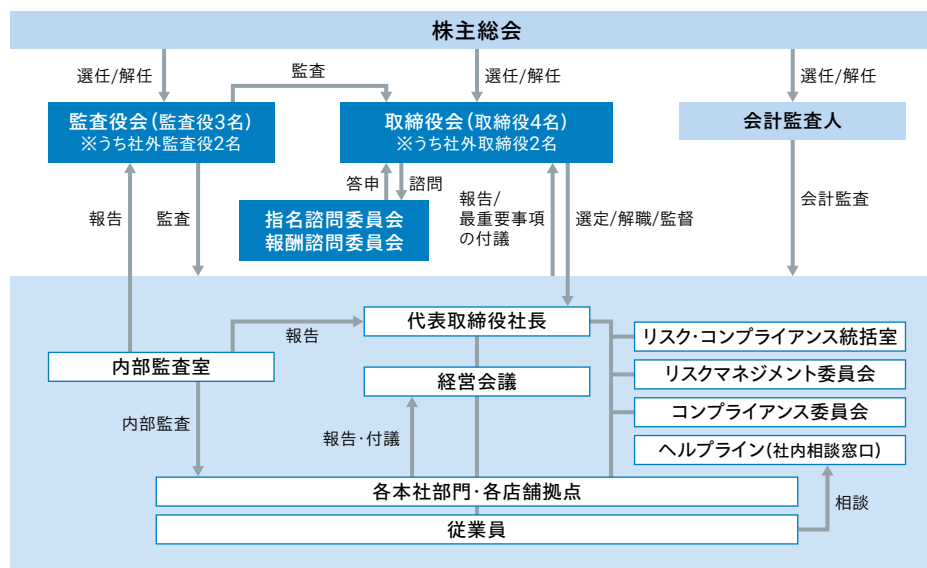 株主総会
選任/解任
監査
選任/解任
選任/解任
監査役会(監査役3名)
※うち社外監査役2名
取締役会(取締役4名)
※うち社外取締役2名
会計監査人
答申
諮問
報告
監査
指名諮問委員会
報酬諮問委員会
報告/
最重要事項
の付議
選定/解職/監督
会計監査
代表取締役社長
報告
リスク・コンプライアンス統括室
内部監査室
経営会議
リスクマネジメント委員会
コンプライアンス委員会
内部監査
報告・付議
ヘルプライン(社内相談窓口)
各本社部門・各店舗拠点
相談
従業員